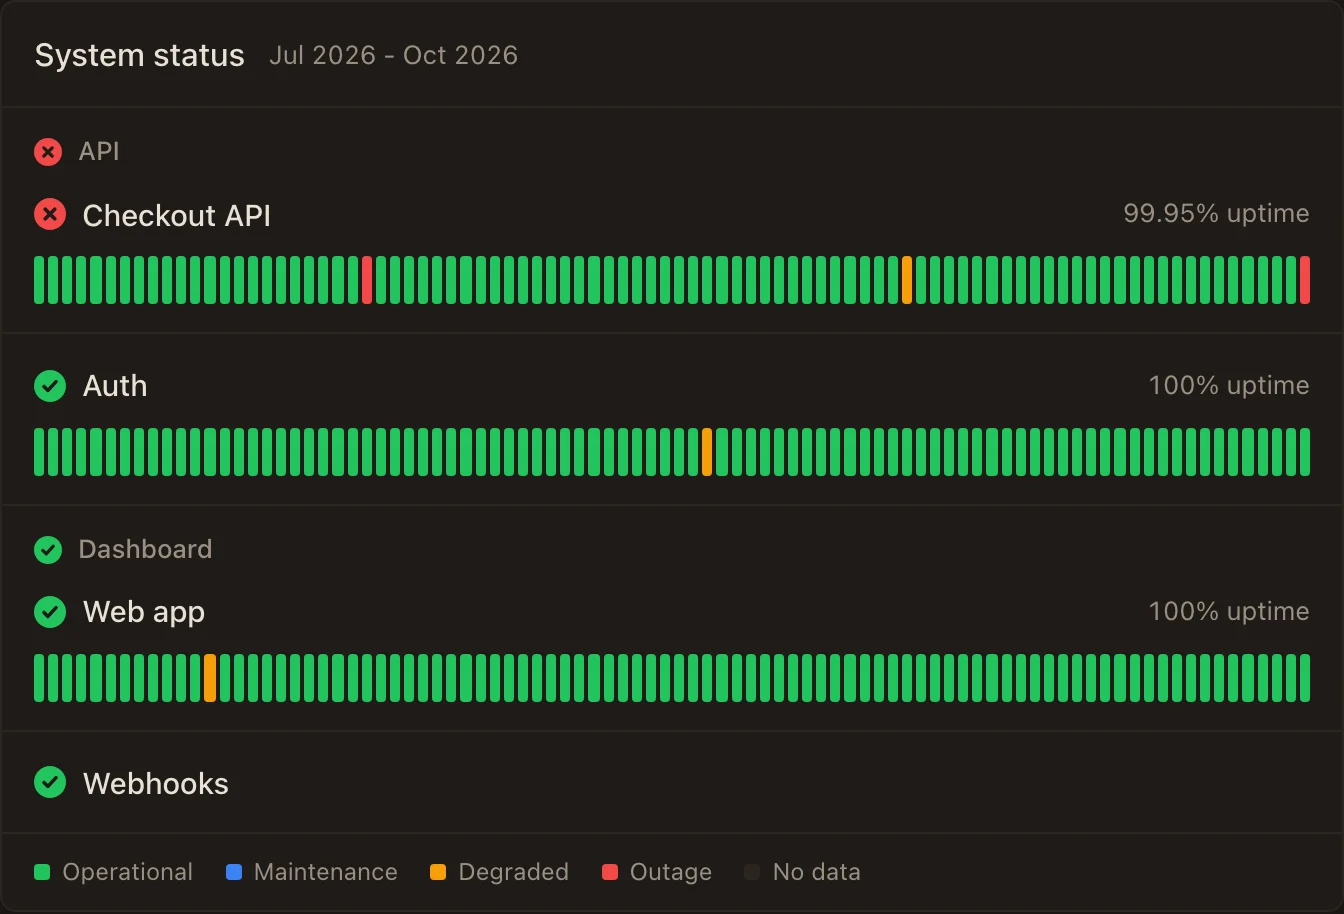 System status Jul 2026 - Oct 2026
API
Checkout API 99.95% uptime
Auth 100% uptime
Dashboard
Web app 100% uptime
Webhooks
Operational Maintenance Degraded Outage No data